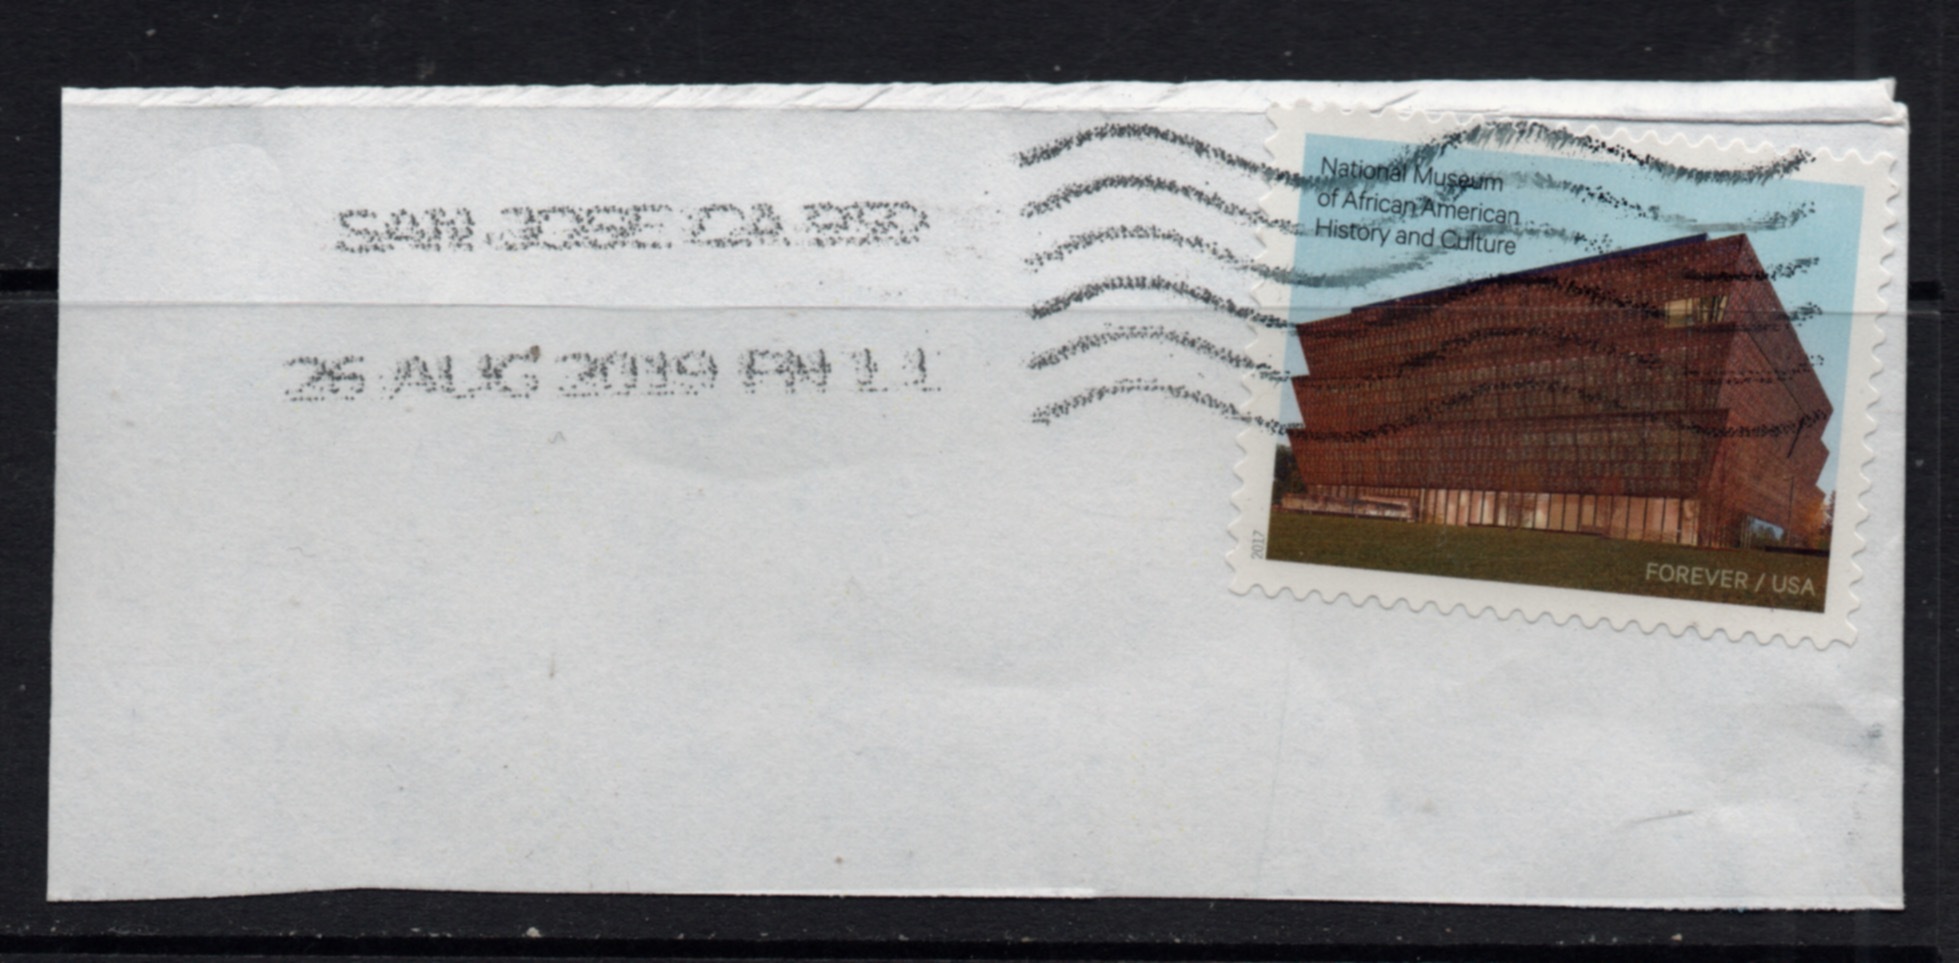 SAN JOSE CA 950
26 AUG 2019 PM 1 L
National Museum
of African American
History and Culture
2017
FOREVER / USA